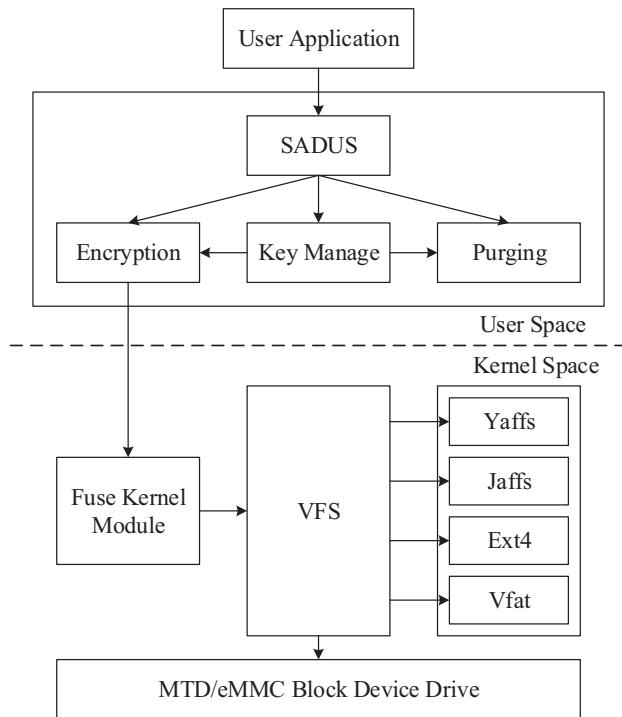 User Application
SADUS
Encryption
Key Manage
Purging
User Space
Kernel Space
Fuse Kernel
Module
VFS
Yaffs
Jaffs
Ext4
Vfat
MTD/eMMC Block Device Drive